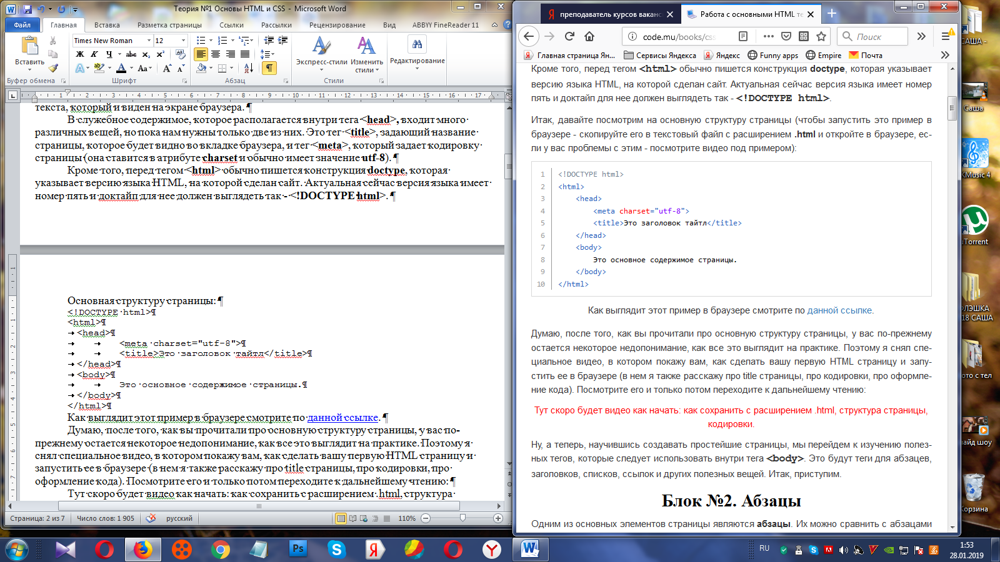 Теория №1 Основы HTML и CSS - Microsoft Word
Файл
Главная
Вставка
Разметка страницы
Ссылки
Рассылки
Рецензирование
Вид
ABBYY FineReader 11
Вставить
Times New Roman
12
Ж К Ч abc x₂ x²
Экспресс-стили
Изменить стили
Редактирование
Буфер обмена
Шрифт
Абзац
Стили
текста, который и виден на экране браузера. ¶
В служебное содержимое, которое располагается внутри тега <head>, входит много
различных вещей, но пока нам нужны только две из них. Это тег <title>, задающий название
страницы, которое будет видно во вкладке браузера, и тег <meta>, который задает кодировку
страницы (она ставится в атрибуте charset и обычно имеет значение utf-8). ¶
Кроме того, перед тегом <html> обычно пишется конструкция doctype, которая
указывает версию языка HTML, на которой сделан сайт. Актуальная сейчас версия языка имеет
номер пять и доктайп для нее должен выглядеть так - <!DOCTYPE html>. ¶
Основная структуру страницы: ¶
<!DOCTYPE html>¶
<html>¶
<head>¶
<meta charset="utf-8">¶
<title>Это заголовок тайтл</title>¶
</head>¶
<body>¶
Это основное содержимое страницы.¶
</body>¶
</html>¶
Как выглядит этот пример в браузере смотрите по данной ссылке. ¶
Думаю, после того, как вы прочитали про основную структуру страницы, у вас по-
прежнему остается некоторое недопонимание, как все это выглядит на практике. Поэтому я
снял специальное видео, в котором покажу вам, как сделать вашу первую HTML страницу и
запустить ее в браузере (в нем я также расскажу про title страницы, про кодировки, про
оформление кода). Посмотрите его и только потом переходите к дальнейшему чтению: ¶
Тут скоро будет видео как начать: как сохранить с расширением .html, структура
Страница: 2 из 7
Число слов: 1 905
русский
110%
преподаватель курсов ваканс
Работа с основными HTML те
code.mu/books/css
Поиск
Главная страница Ян...
Сервисы Яндекса
Яндекс
Funny apps
Empire
Почта
Кроме того, перед тегом <html> обычно пишется конструкция doctype, которая указывает
версию языка HTML, на которой сделан сайт. Актуальная сейчас версия языка имеет номер
пять и доктайп для нее должен выглядеть так - <!DOCTYPE html>.
Итак, давайте посмотрим на основную структуру страницы (чтобы запустить это пример в
браузере - скопируйте его в текстовый файл с расширением .html и откройте в браузере, ес-
ли у вас проблемы с этим - посмотрите видео под примером):
1 <!DOCTYPE html>
2 <html>
3 <head>
4 <meta charset="utf-8">
5 <title>Это заголовок тайтл</title>
6 </head>
7 <body>
8 Это основное содержимое страницы.
9 </body>
10 </html>
Как выглядит этот пример в браузере смотрите по данной ссылке.
Думаю, после того, как вы прочитали про основную структуру страницы, у вас по-прежнему
остается некоторое недопонимание, как все это выглядит на практике. Поэтому я снял спе-
циальное видео, в котором покажу вам, как сделать вашу первую HTML страницу и запу-
стить ее в браузере (в нем я также расскажу про title страницы, про кодировки, про оформле-
ние кода). Посмотрите его и только потом переходите к дальнейшему чтению:
Тут скоро будет видео как начать: как сохранить с расширением .html, структура страницы,
кодировки.
Ну, а теперь, научившись создавать простейшие страницы, мы перейдем к изучению полез-
ных тегов, которые следует использовать внутри тега <body>. Это будут теги для абзацев,
заголовков, списков, ссылок и других полезных вещей. Итак, приступим.
Блок №2. Абзацы
Одним из основных элементов страницы являются абзацы. Их можно сравнить с абзацами
САША -
Саша
KMusic 4
uTorrent
ЛЭШКА
18 САША
ото с тел
айд шоу
Корзина
RU
1:53
28.01.2019